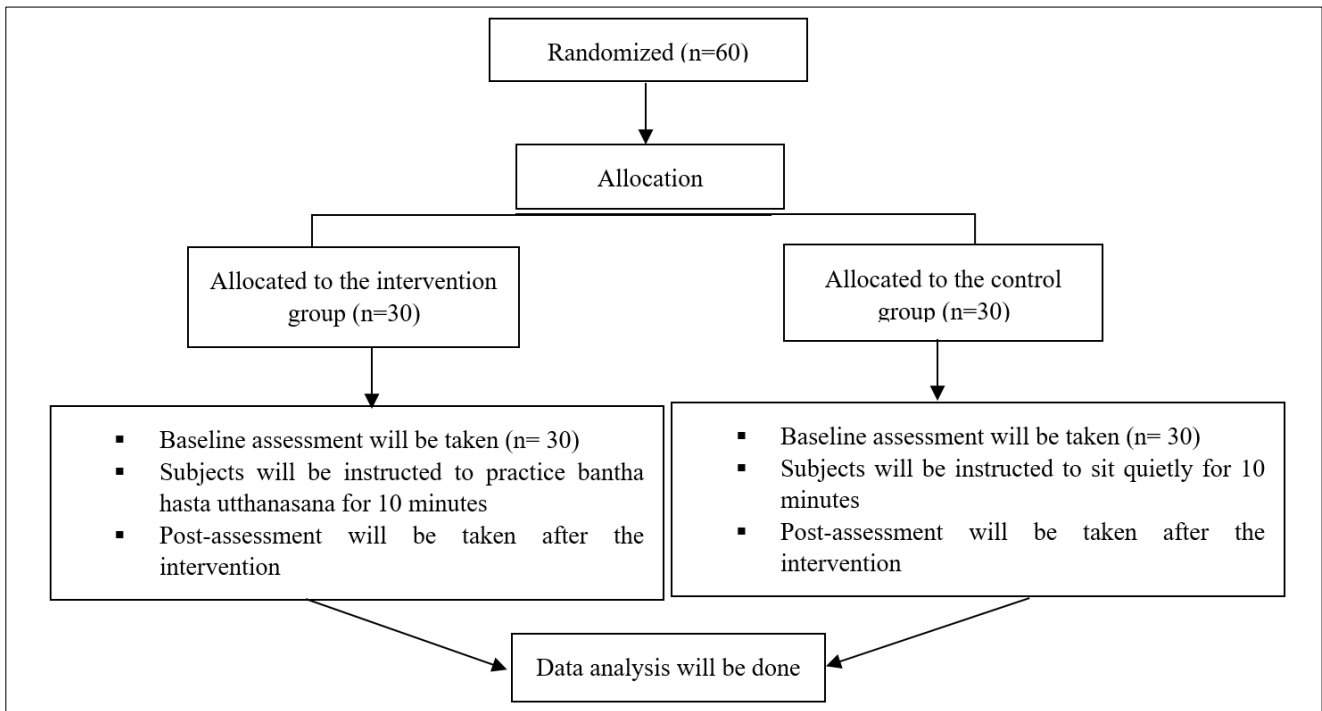 Randomized (n=60)
Allocation
Allocated to the intervention
group (n=30)
Allocated to the control
group (n=30)
▪ Baseline assessment will be taken (n= 30)
▪ Subjects will be instructed to practice bantha
hasta utthanasana for 10 minutes
▪ Post-assessment will be taken after the
intervention
▪ Baseline assessment will be taken (n= 30)
▪ Subjects will be instructed to sit quietly for 10
minutes
▪ Post-assessment will be taken after the
intervention
Data analysis will be done